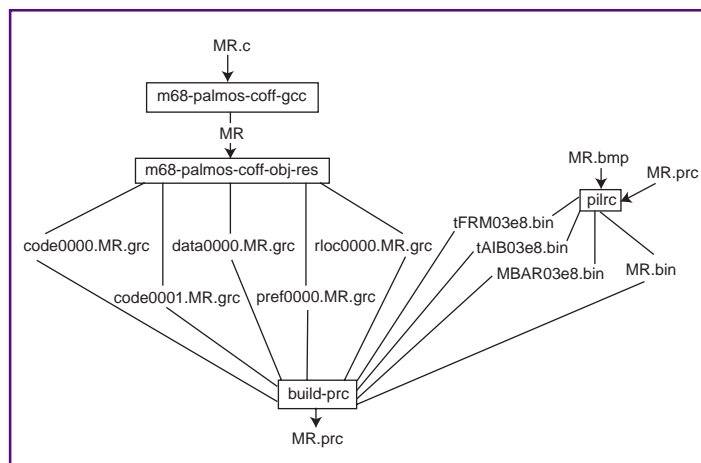 MR.c
m68-palmos-coff-gcc
MR
m68-palmos-coff-obj-res
MR.bmp
MR.prc
pilrc
code0000.MR.grc
data0000.MR.grc
rloc0000.MR.grc
tFRM03e8.bin
tAIB03e8.bin
MBAR03e8.bin
MR.bin
code0001.MR.grc
pref0000.MR.grc
build-prc
MR.prc